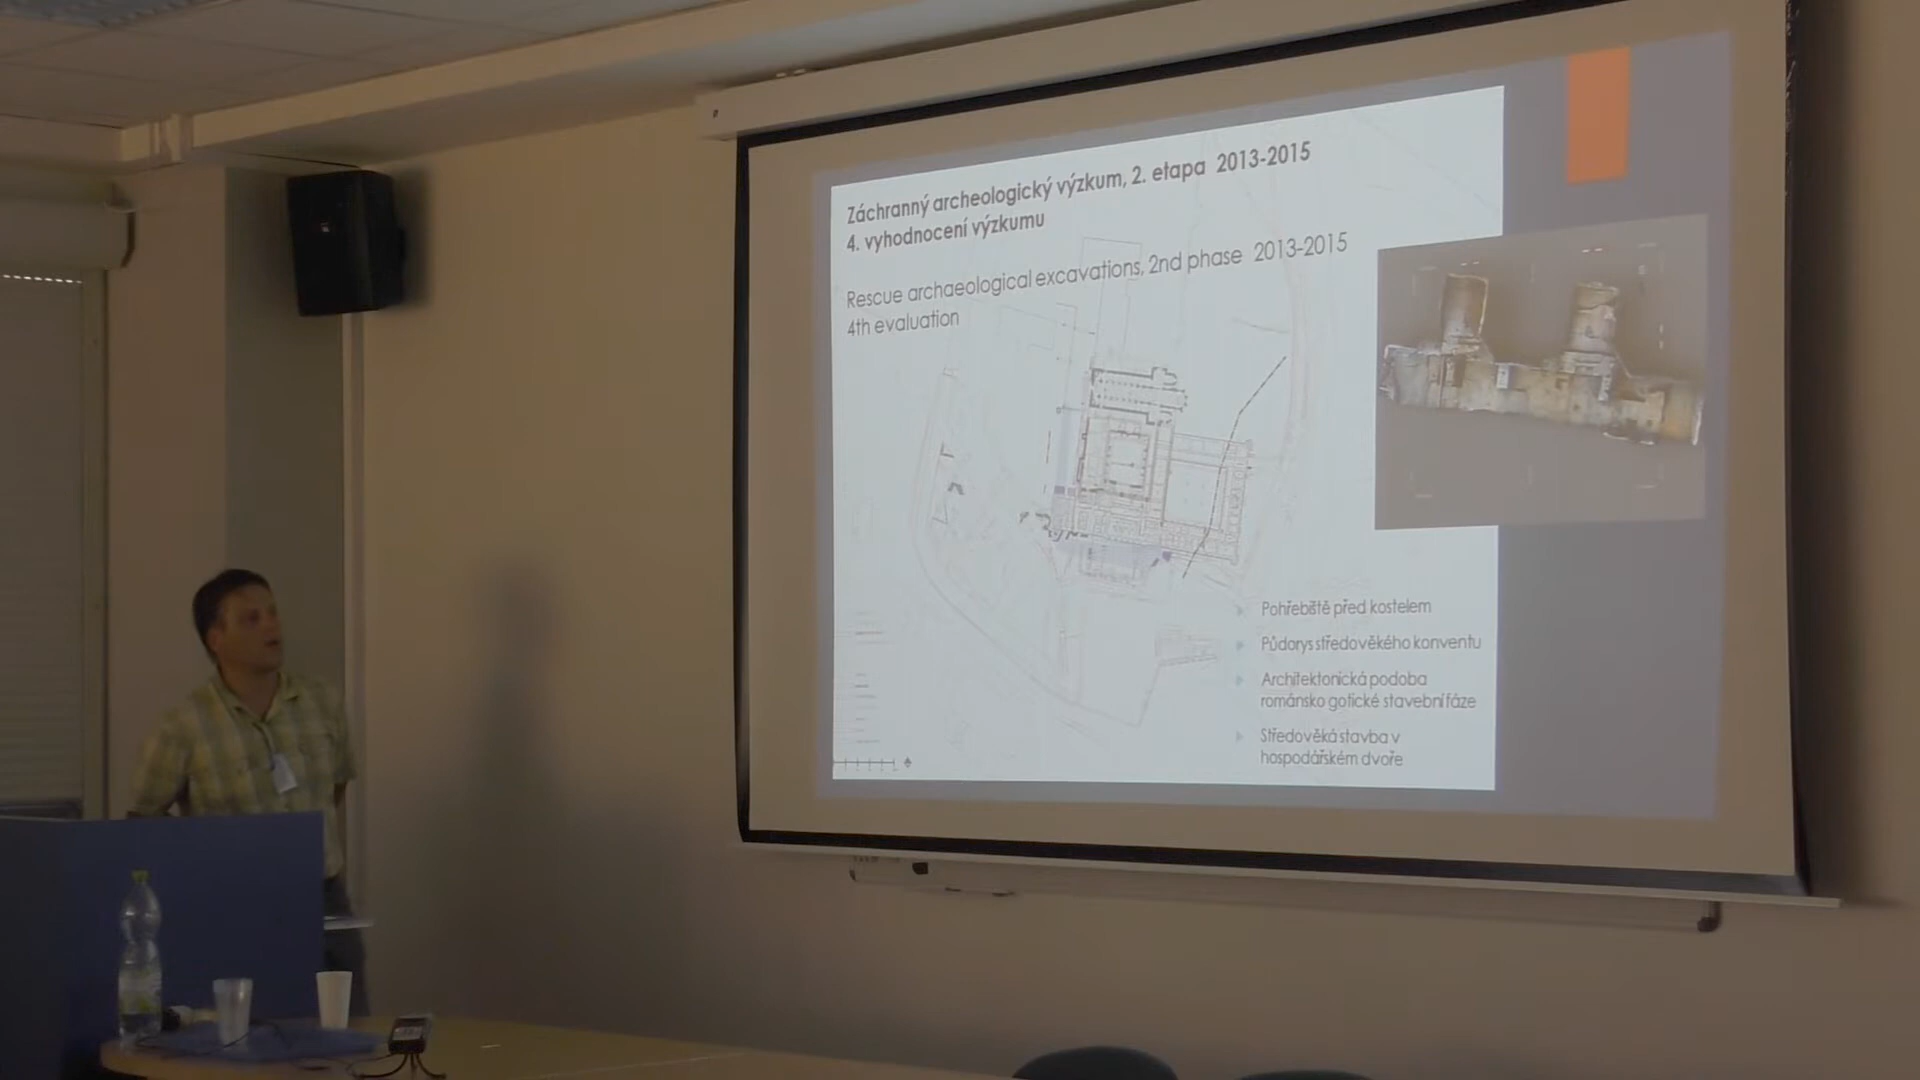 Záchranný archeologický výzkum, 2. etapa 2013-2015
4. vyhodnocení výzkumu
Rescue archaeological excavations, 2nd phase 2013-2015
4th evaluation
Pohřebiště před kostelem
Půdorys středověkého konventu
Architektonická podoba
románsko gotické stavební fáze
Středověká stavba v
hospodářském dvoře